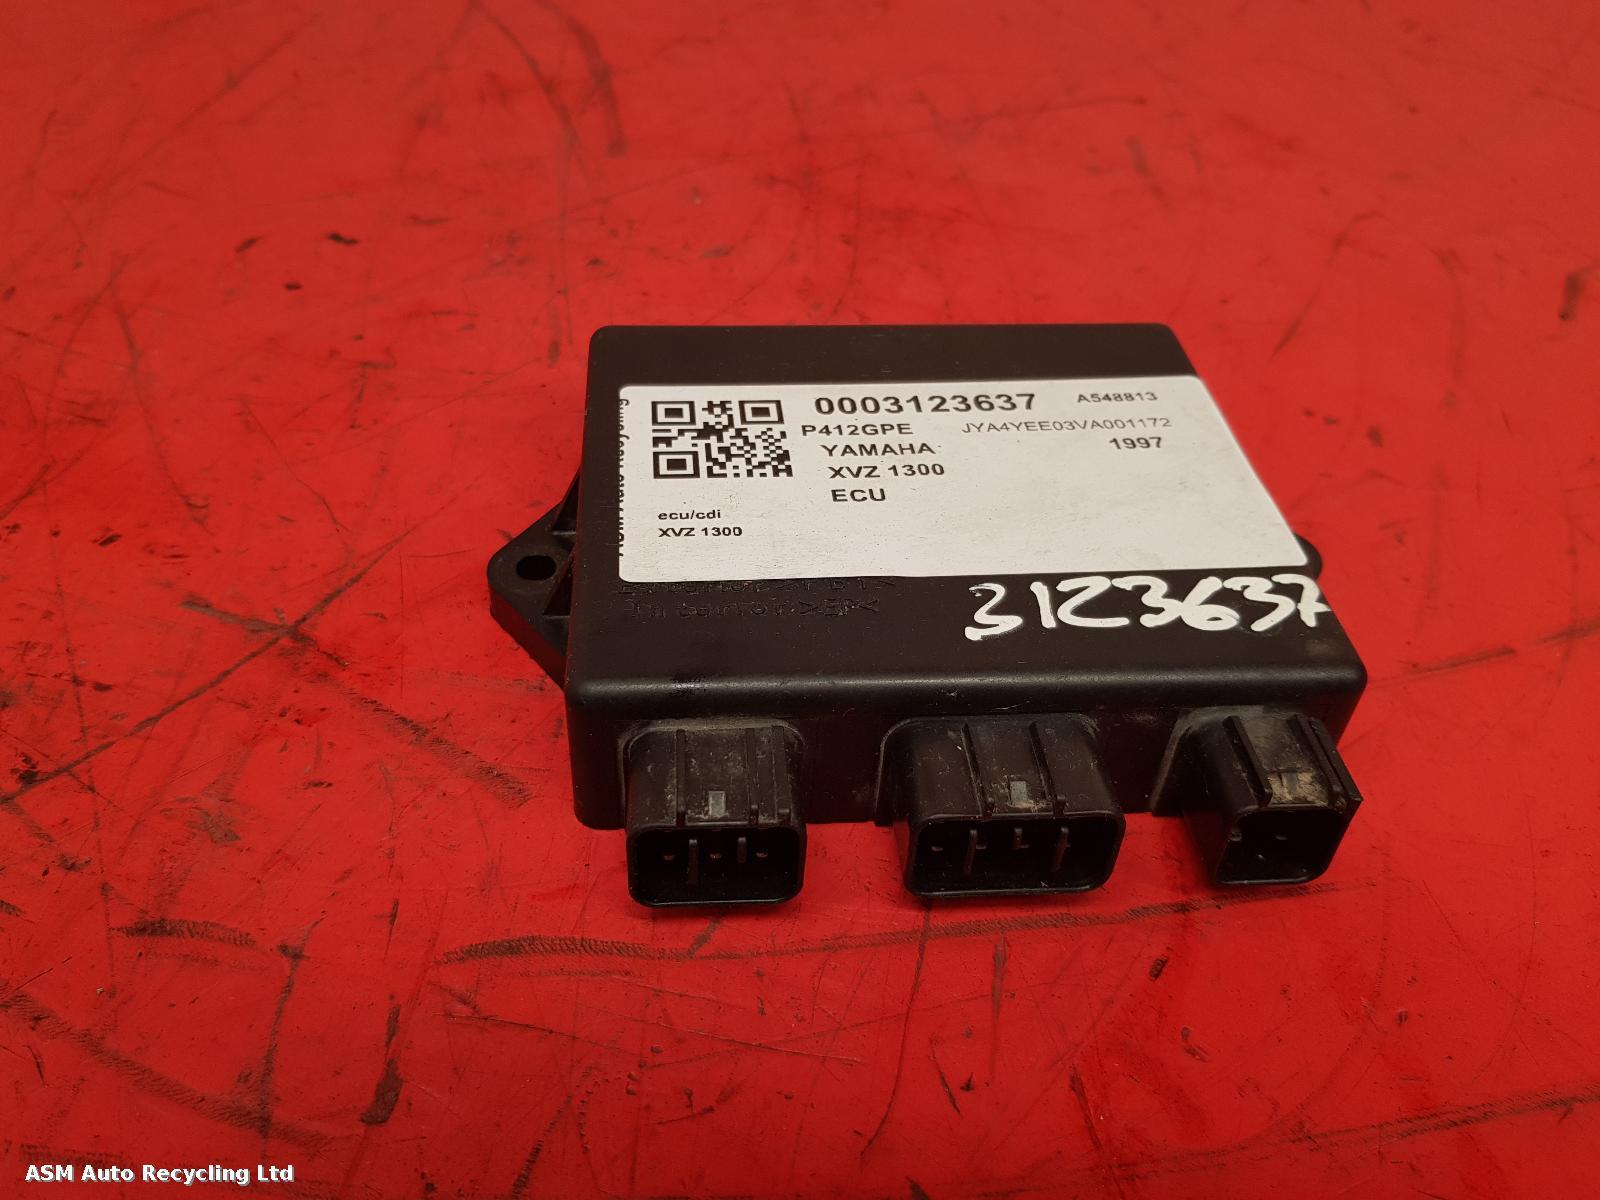 0003123637 A548813
P412GPE JYA4YEE03VA001172
YAMAHA 1997
XVZ 1300
ECU
ecu/cdi
XVZ 1300
3123637
ASM Auto Recycling Ltd